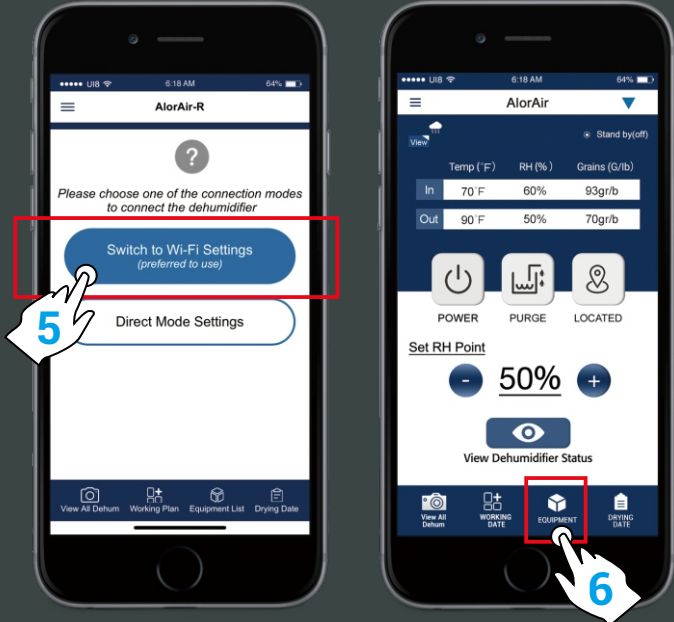 ••••• UI8 6:18 AM 64%
AlorAir-R
?
Please choose one of the connection modes
to connect the dehumidifier
Switch to Wi-Fi Settings
(preferred to use)
5
Direct Mode Settings
View All Dehum Working Plan Equipment List Drying Date
••••• UI8 6:18 AM 64%
AlorAir
View
Stand by(off)
Temp (°F) RH (%) Grains (G/lb)
In 70°F 60% 93gr/b
Out 90°F 50% 70gr/b
POWER PURGE LOCATED
Set RH Point
- 50% +
View Dehumidifier Status
View All
Dehum
WORKING
DATE
EQUIPMENT
DRYING
DATE
6